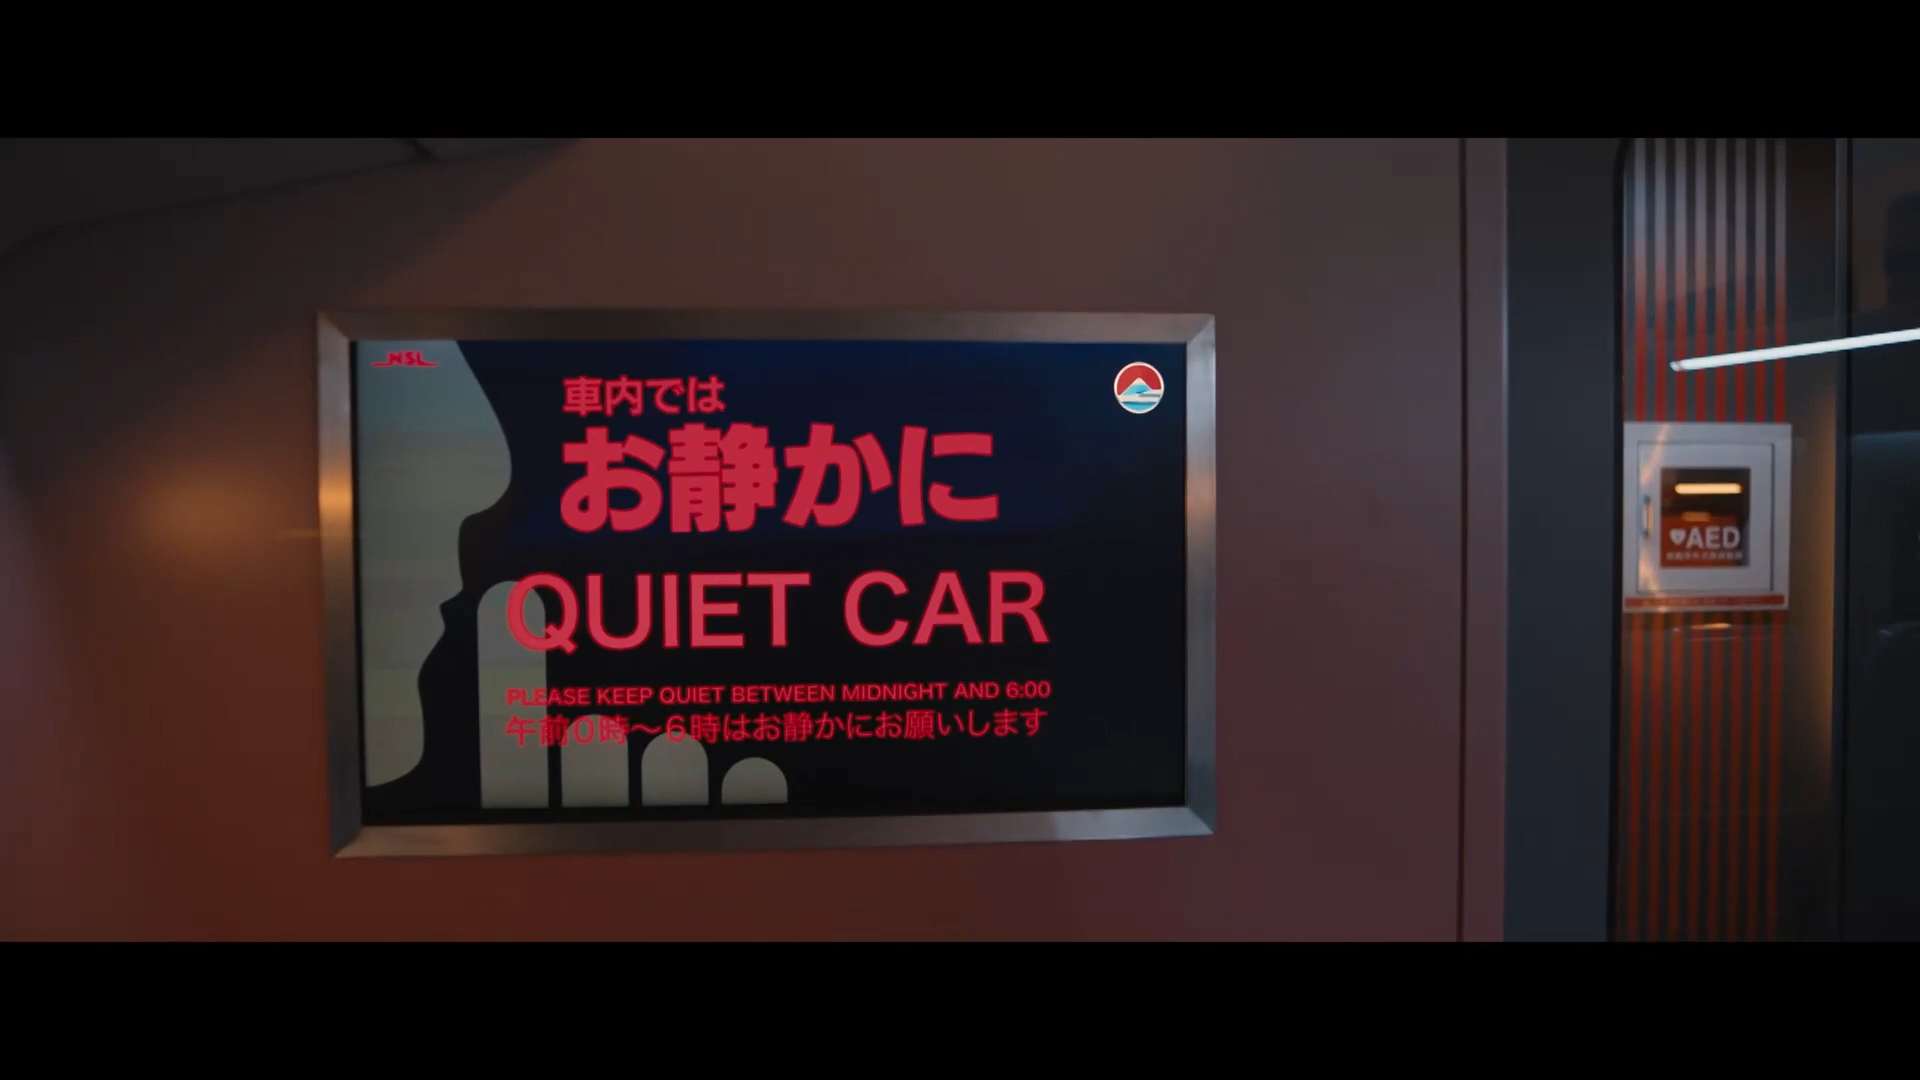 NSL
車内では
お静かに
QUIET CAR
PLEASE KEEP QUIET BETWEEN MIDNIGHT AND 6:00
午前0時～6時はお静かにお願いします
AED